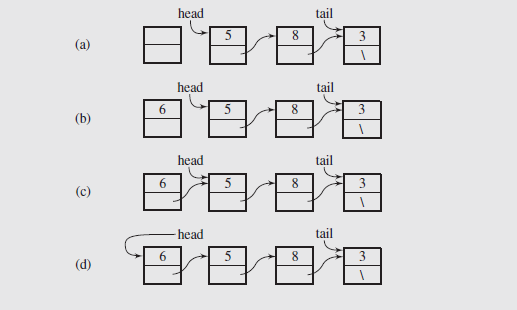 head tail
(a) 5 8 3
\
head tail
(b) 6 5 8 3
\
head tail
(c) 6 5 8 3
\
head tail
(d) 6 5 8 3
\